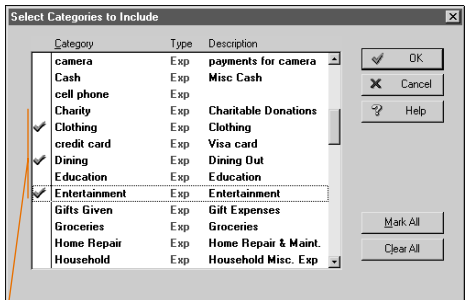 Select Categories to Include
Category Type Description
camera Exp payments for camera
Cash Exp Misc Cash
cell phone Exp
Charity Exp Charitable Donations
Clothing Exp Clothing
credit card Exp Visa card
Dining Exp Dining Out
Education Exp Education
Entertainment Exp Entertainment
Gifts Given Exp Gift Expenses
Groceries Exp Groceries
Home Repair Exp Home Repair & Maint.
Household Exp Household Misc. Exp
OK
Cancel
Help
Mark All
Clear All